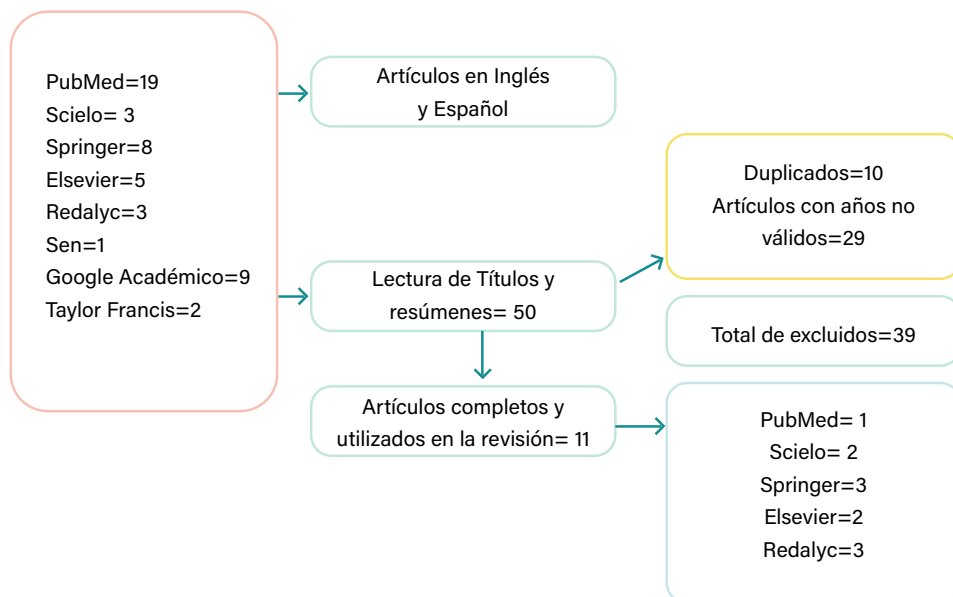 PubMed=19
Scielo= 3
Springer=8
Elsevier=5
Redalyc=3
Sen=1
Google Académico=9
Taylor Francis=2
Artículos en Inglés
y Español
Lectura de Títulos y
resúmenes= 50
Artículos completos y
utilizados en la revisión= 11
Duplicados=10
Artículos con años no
válidos=29
Total de excluidos=39
PubMed= 1
Scielo= 2
Springer=3
Elsevier=2
Redalyc=3